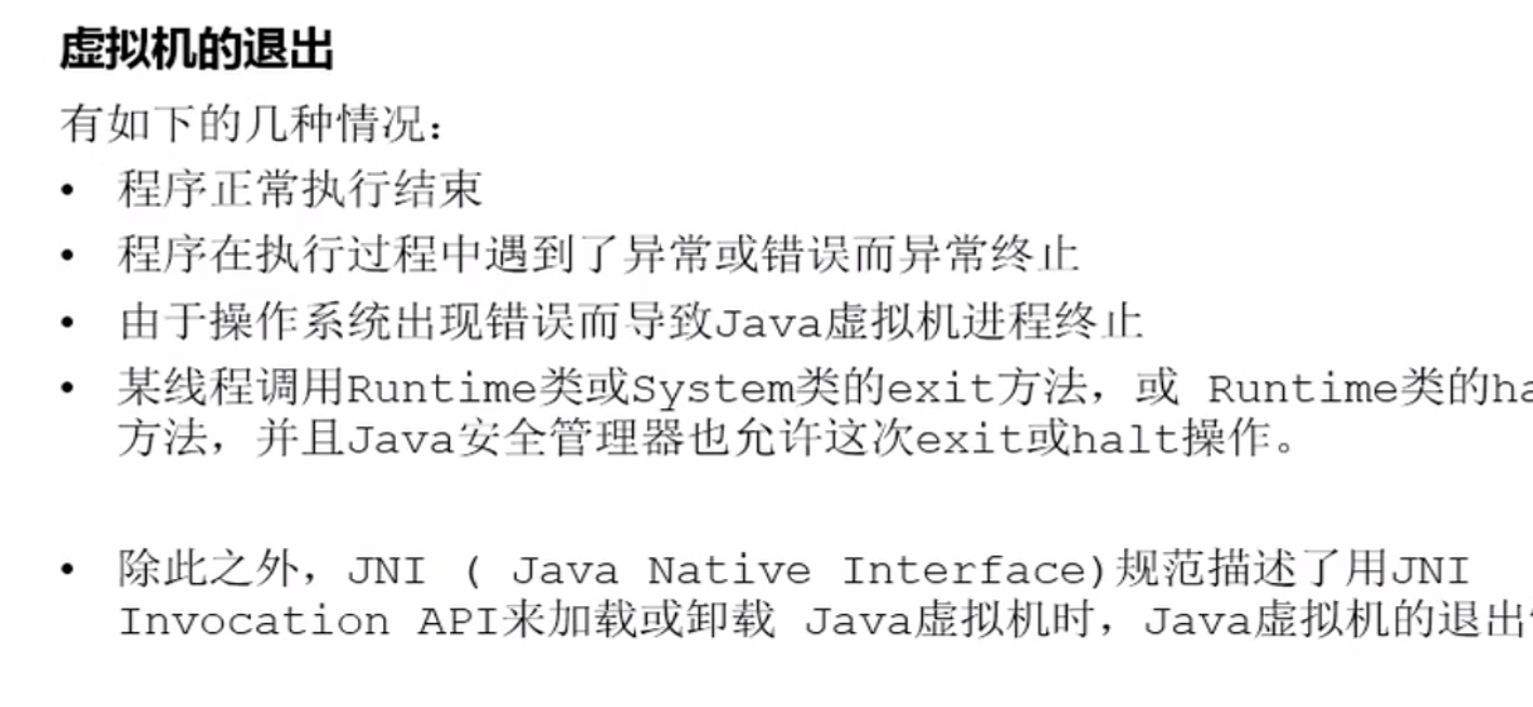 虚拟机的退出
有如下的几种情况：
• 程序正常执行结束
• 程序在执行过程中遇到了异常或错误而异常终止
• 由于操作系统出现错误而导致Java虚拟机进程终止
• 某线程调用Runtime类或System类的exit方法，或 Runtime类的ha
方法，并且Java安全管理器也允许这次exit或halt操作。
• 除此之外，JNI ( Java Native Interface)规范描述了用JNI
Invocation API来加载或卸载 Java虚拟机时，Java虚拟机的退出